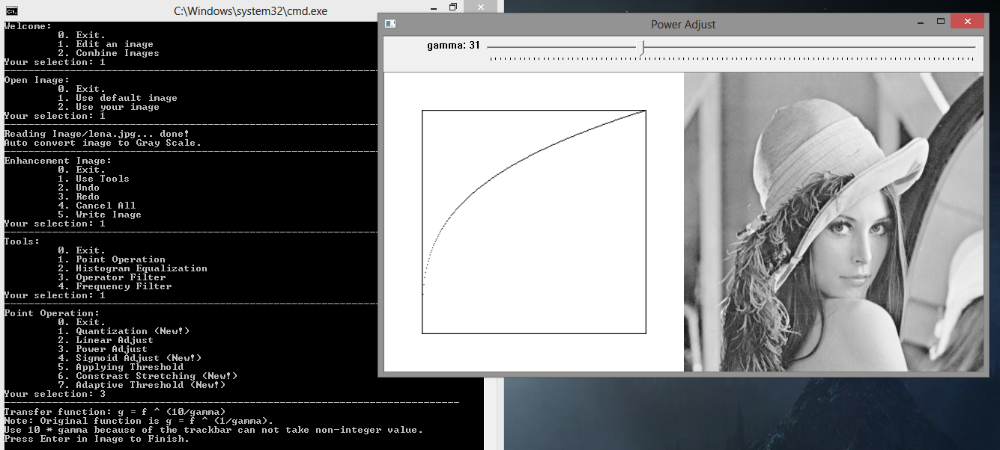 C:\Windows\system32\cmd.exe
Welcome:
0. Exit.
1. Edit an image
2. Combine Images
Your selection: 1
Open Image:
0. Exit.
1. Use default image
2. Use your image
Your selection: 1
Reading Image/lena.jpg... done!
Auto convert image to Gray Scale.
Enhancement Image:
0. Exit.
1. Use Tools
2. Undo
3. Redo
4. Cancel All
5. Write Image
Your selection: 1
Tools:
0. Exit.
1. Point Operation
2. Histogram Equalization
3. Operator Filter
4. Frequency Filter
Your selection: 1
Point Operation:
0. Exit.
1. Quantization (New!)
2. Linear Adjust
3. Power Adjust
4. Sigmoid Adjust (New!)
5. Applying Threshold
6. Constrast Stretching (New!)
7. Adaptive Threshold (New!)
Your selection: 3
Transfer function: g = f ^ (10/gamma)
Note: Original function is g = f ^ (1/gamma).
Use 10 * gamma because of the trackbar can not take non-integer value.
Press Enter in Image to Finish.
Power Adjust
gamma: 31